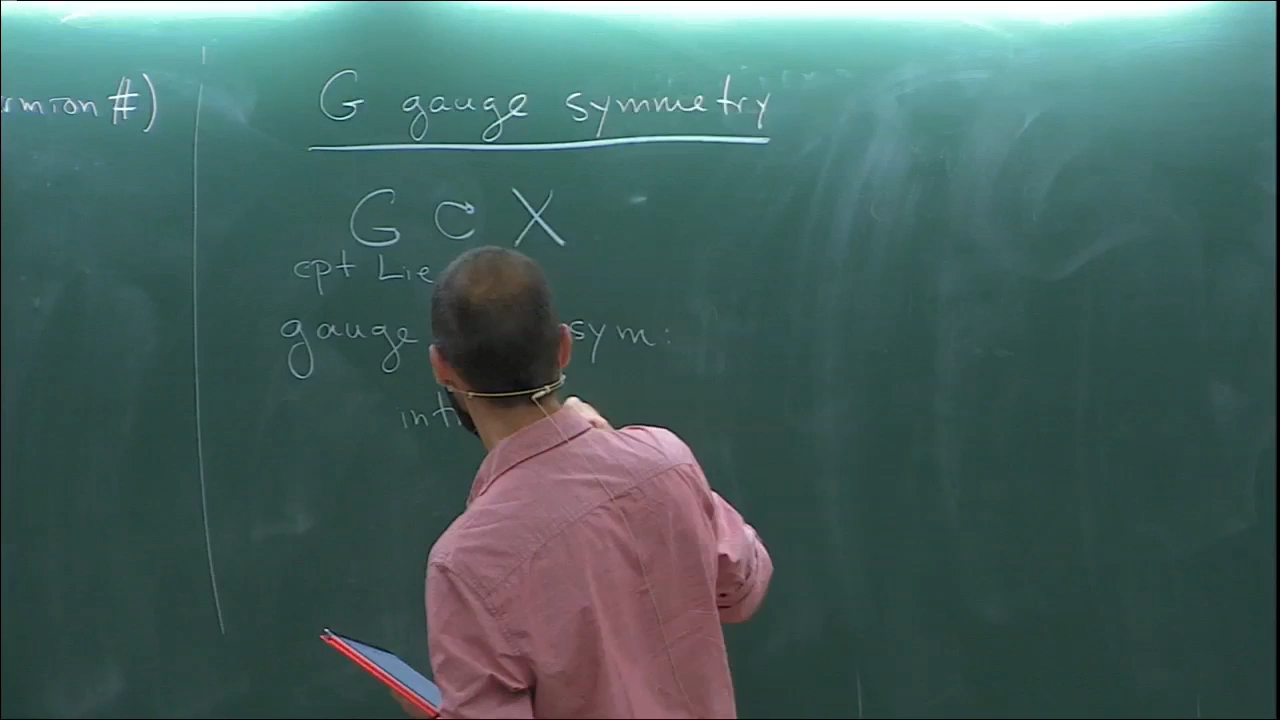 rmion #)
G gauge symmetry
G ⟳ X
cpt Lie
gauge sym:
int